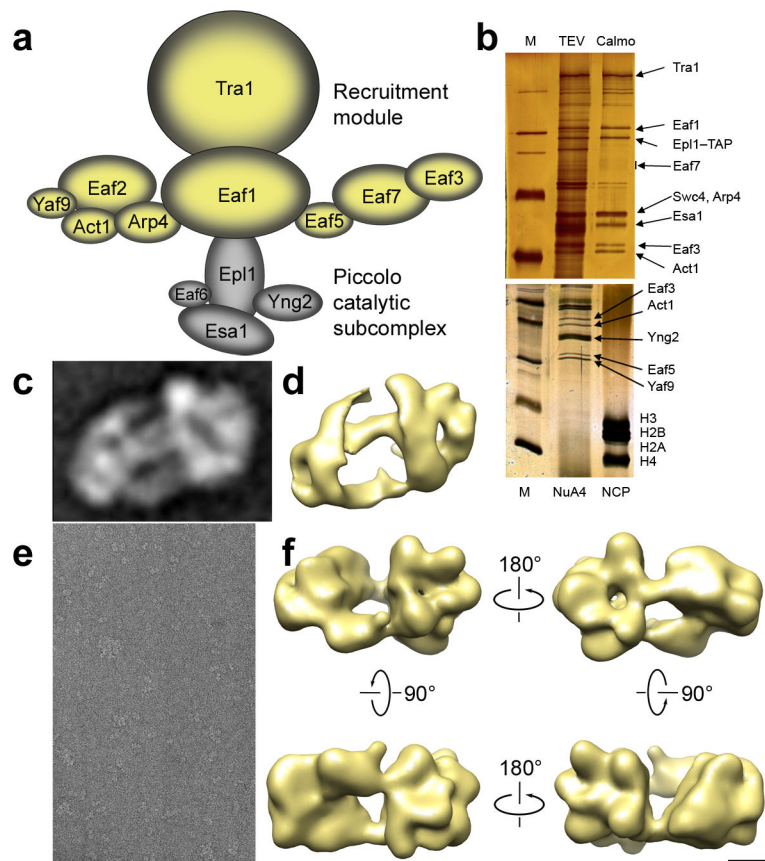 a
Tra1
Recruitment
module
Eaf2
Yaf9
Act1
Arp4
Eaf1
Eaf5
Eaf7
Eaf3
Epl1
Eaf6
Yng2
Esa1
Piccolo
catalytic
subcomplex
b
M TEV Calmo
Tra1
Eaf1
Epl1–TAP
Eaf7
Swc4, Arp4
Esa1
Eaf3
Act1
Eaf3
Act1
Yng2
Eaf5
Yaf9
H3
H2B
H2A
H4
M NuA4 NCP
c
d
e
f
180°
90°
90°
180°